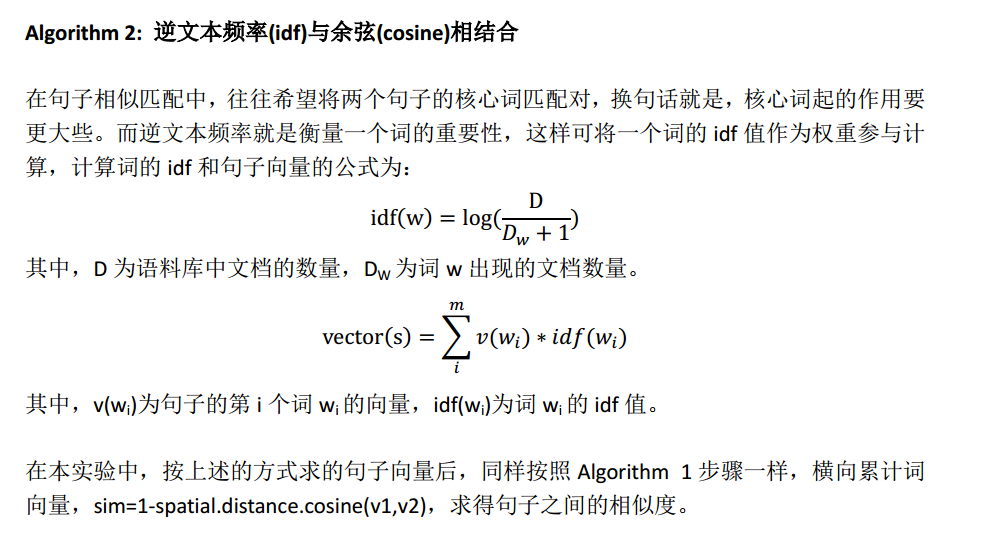 Algorithm 2: 逆文本频率(idf)与余弦(cosine)相结合
在句子相似匹配中，往往希望将两个句子的核心词匹配对，换句话就是，核心词起的作用要
更大些。而逆文本频率就是衡量一个词的重要性，这样可将一个词的 idf 值作为权重参与计
算，计算词的 idf 和句子向量的公式为：
idf(w) = log(D / (D_w + 1))
其中，D 为语料库中文档的数量，D_W 为词 w 出现的文档数量。
vector(s) = ∑_i^m v(w_i) * idf(w_i)
其中，v(w_i)为句子的第 i 个词 w_i 的向量，idf(w_i)为词 w_i 的 idf 值。
在本实验中，按上述的方式求的句子向量后，同样按照 Algorithm 1 步骤一样，横向累计词
向量，sim=1-spatial.distance.cosine(v1,v2)，求得句子之间的相似度。